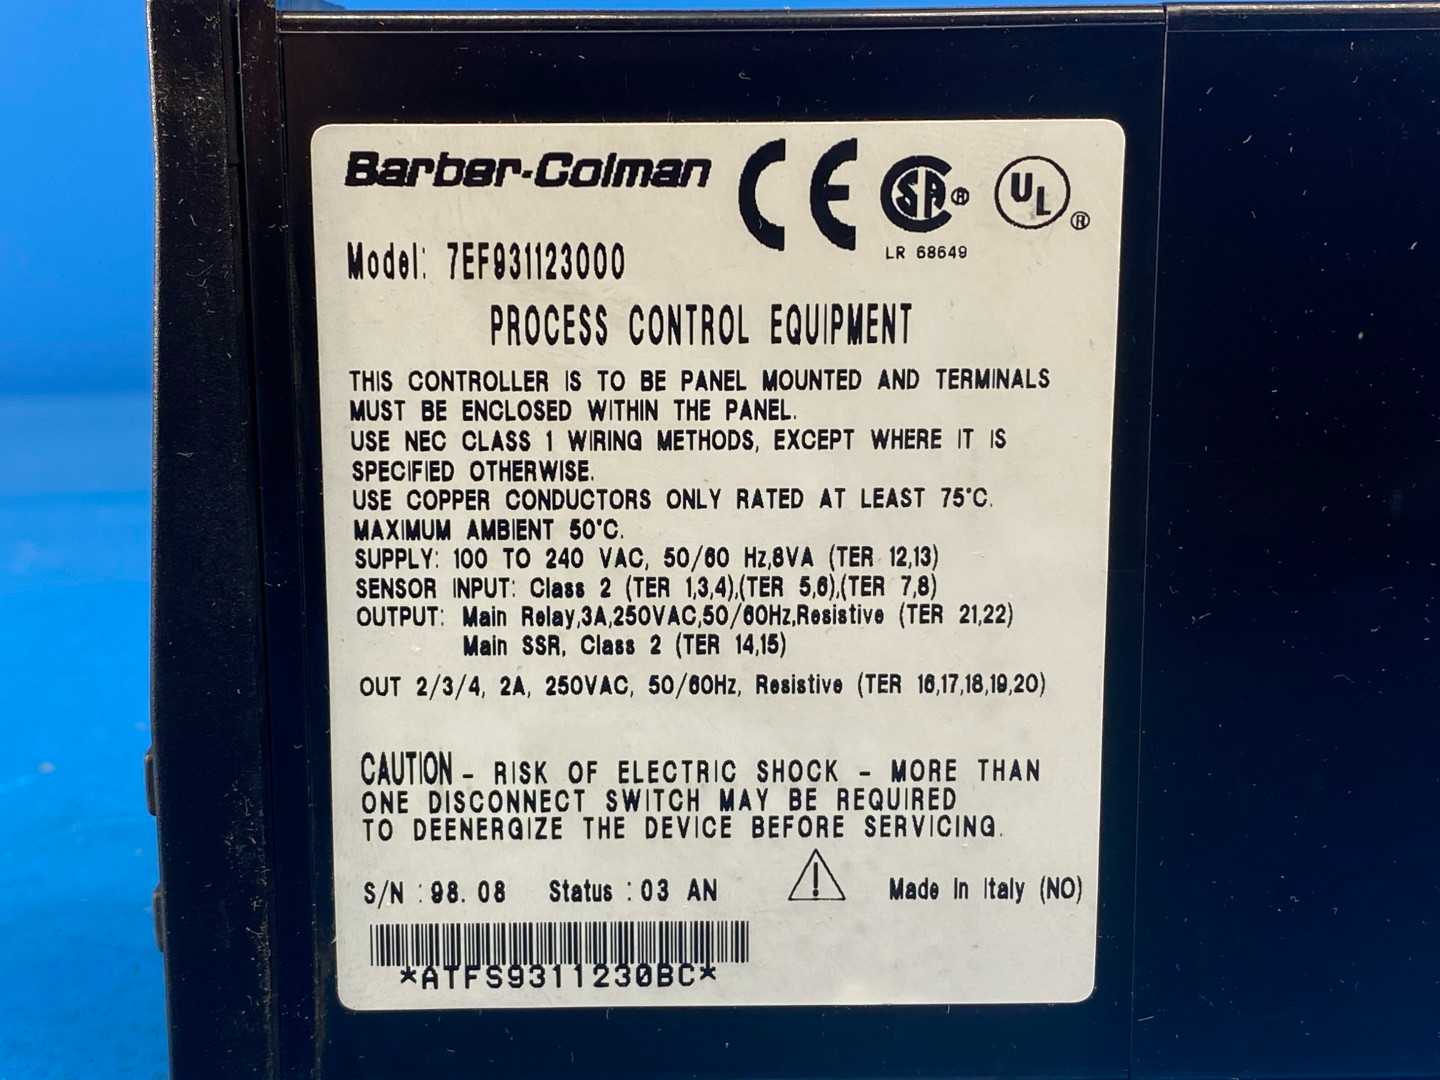 Barber-Colman CE SA® UL®
LR 68649
Model: 7EF931123000
PROCESS CONTROL EQUIPMENT
THIS CONTROLLER IS TO BE PANEL MOUNTED AND TERMINALS
MUST BE ENCLOSED WITHIN THE PANEL.
USE NEC CLASS 1 WIRING METHODS, EXCEPT WHERE IT IS
SPECIFIED OTHERWISE.
USE COPPER CONDUCTORS ONLY RATED AT LEAST 75°C.
MAXIMUM AMBIENT 50°C.
SUPPLY: 100 TO 240 VAC, 50/60 Hz,8VA (TER 12,13)
SENSOR INPUT: Class 2 (TER 1,3,4),(TER 5,6),(TER 7,8)
OUTPUT: Main Relay,3A,250VAC,50/60Hz,Resistive (TER 21,22)
Main SSR, Class 2 (TER 14,15)
OUT 2/3/4, 2A, 250VAC, 50/60Hz, Resistive (TER 16,17,18,19,20)
CAUTION - RISK OF ELECTRIC SHOCK - MORE THAN
ONE DISCONNECT SWITCH MAY BE REQUIRED
TO DEENERGIZE THE DEVICE BEFORE SERVICING.
S/N : 98. 08 Status : 03 AN Made In Italy (NO)
*ATFS9311230BC*